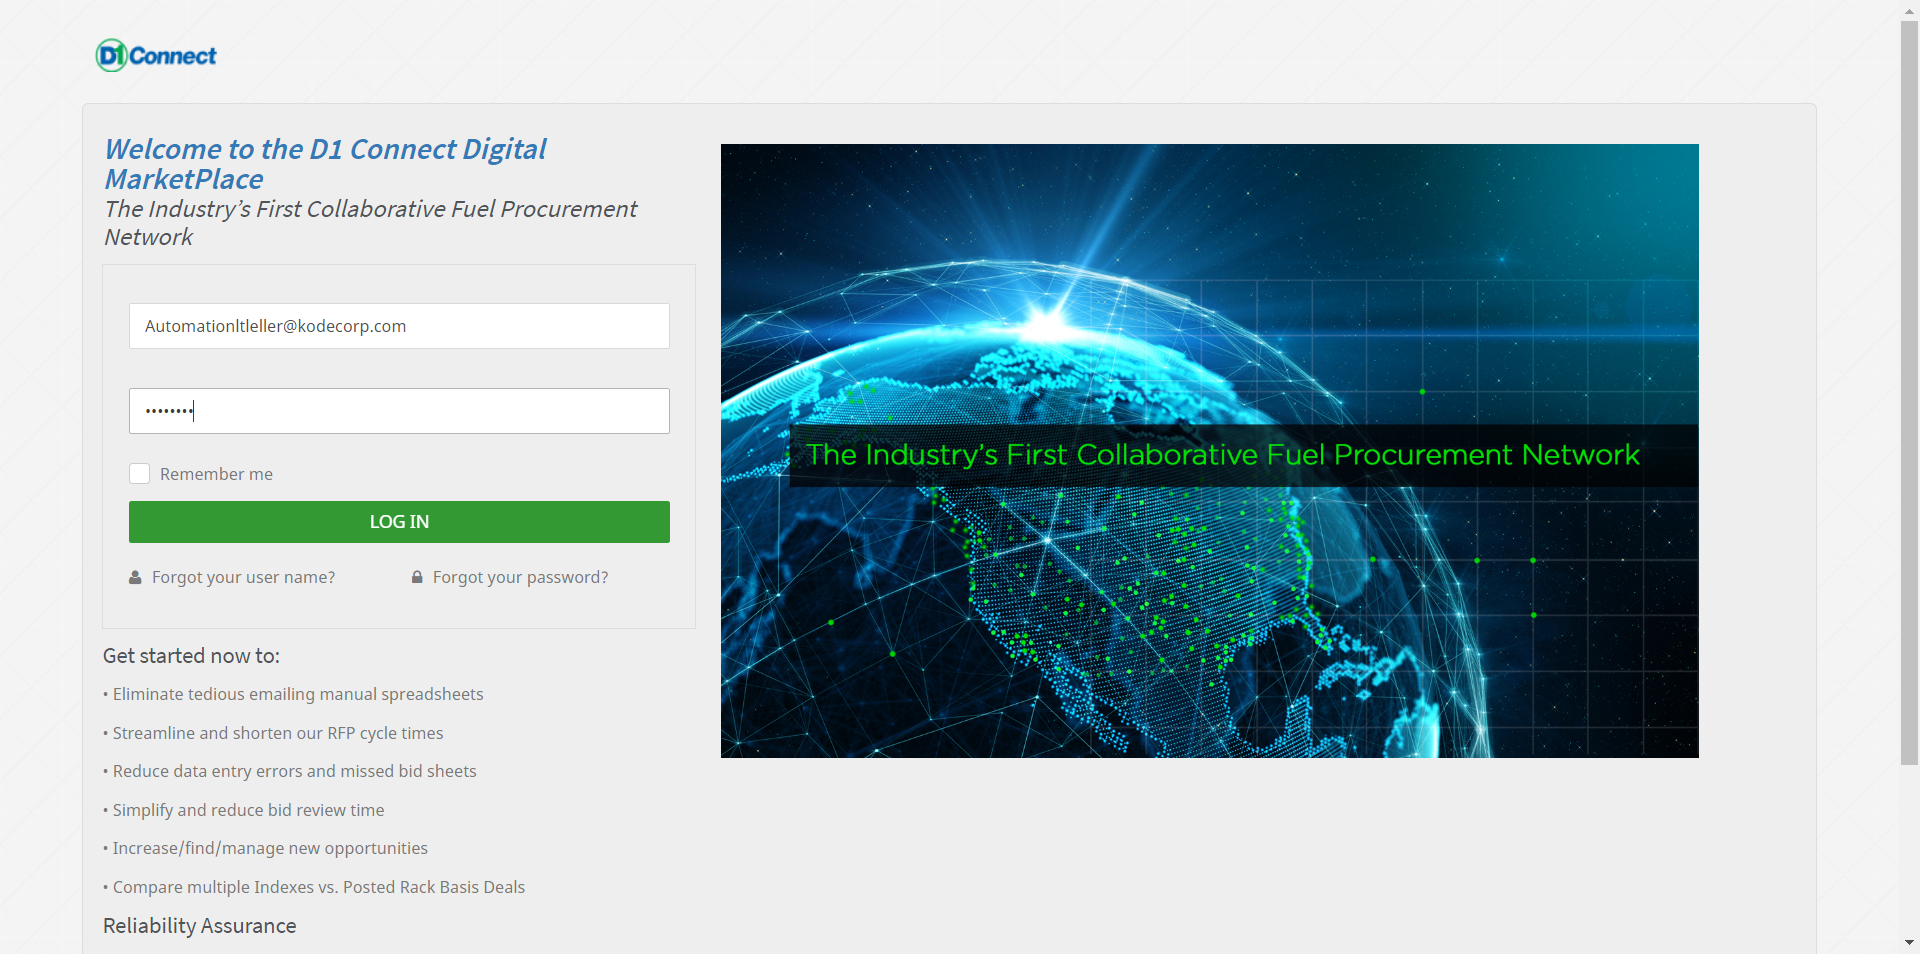 D1 Connect
Welcome to the D1 Connect Digital
MarketPlace
The Industry’s First Collaborative Fuel Procurement
Network
Automationltleller@kodecorp.com
••••••••
Remember me
LOG IN
Forgot your user name?
Forgot your password?
Get started now to:
• Eliminate tedious emailing manual spreadsheets
• Streamline and shorten our RFP cycle times
• Reduce data entry errors and missed bid sheets
• Simplify and reduce bid review time
• Increase/find/manage new opportunities
• Compare multiple Indexes vs. Posted Rack Basis Deals
Reliability Assurance
The Industry’s First Collaborative Fuel Procurement Network